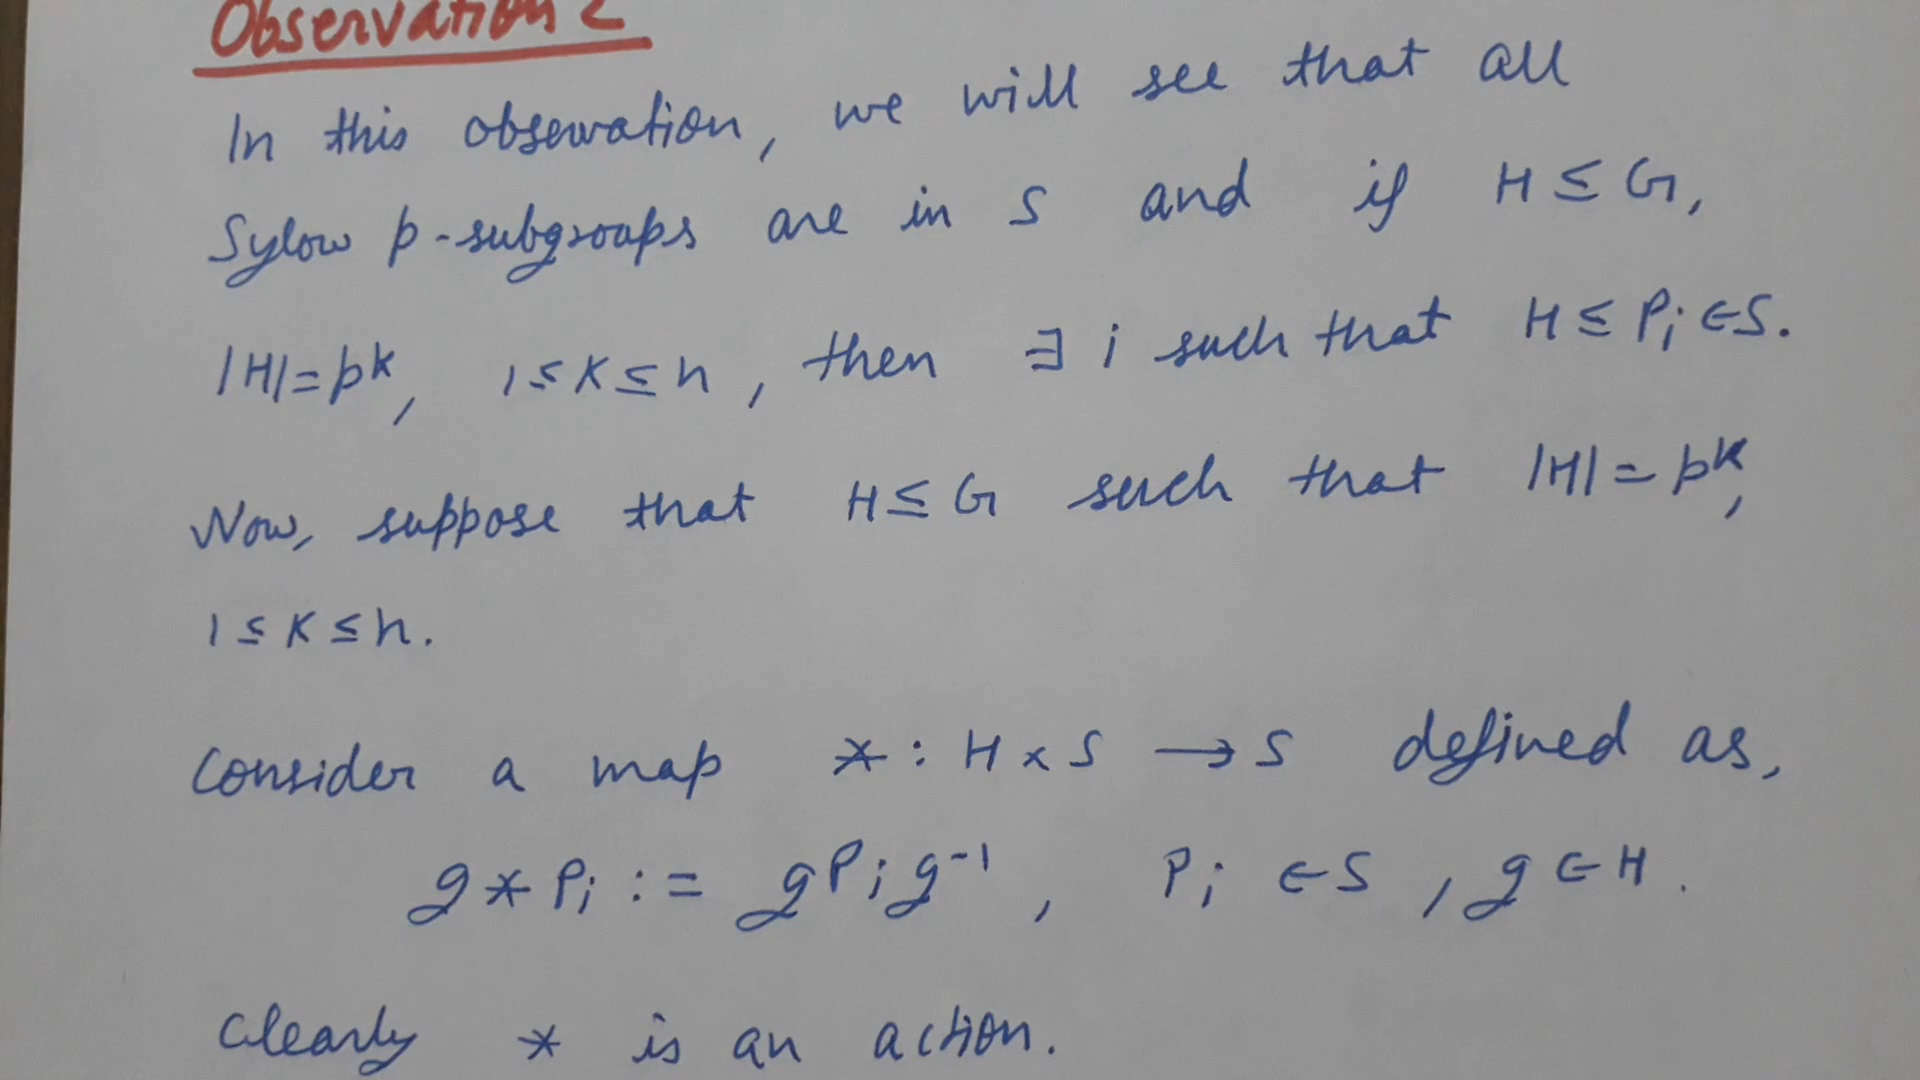 Observation 2
In this observation, we will see that all
Sylow p-subgroups are in S and if H ≤ G,
|H| = p^k, 1 ≤ k ≤ n, then ∃ i such that H ≤ P_i ∈ S.
Now, suppose that H ≤ G such that |H| = p^k,
1 ≤ k ≤ n.
Consider a map * : H × S → S defined as,
g * P_i := g P_i g^-1, P_i ∈ S, g ∈ H.
Clearly * is an action.